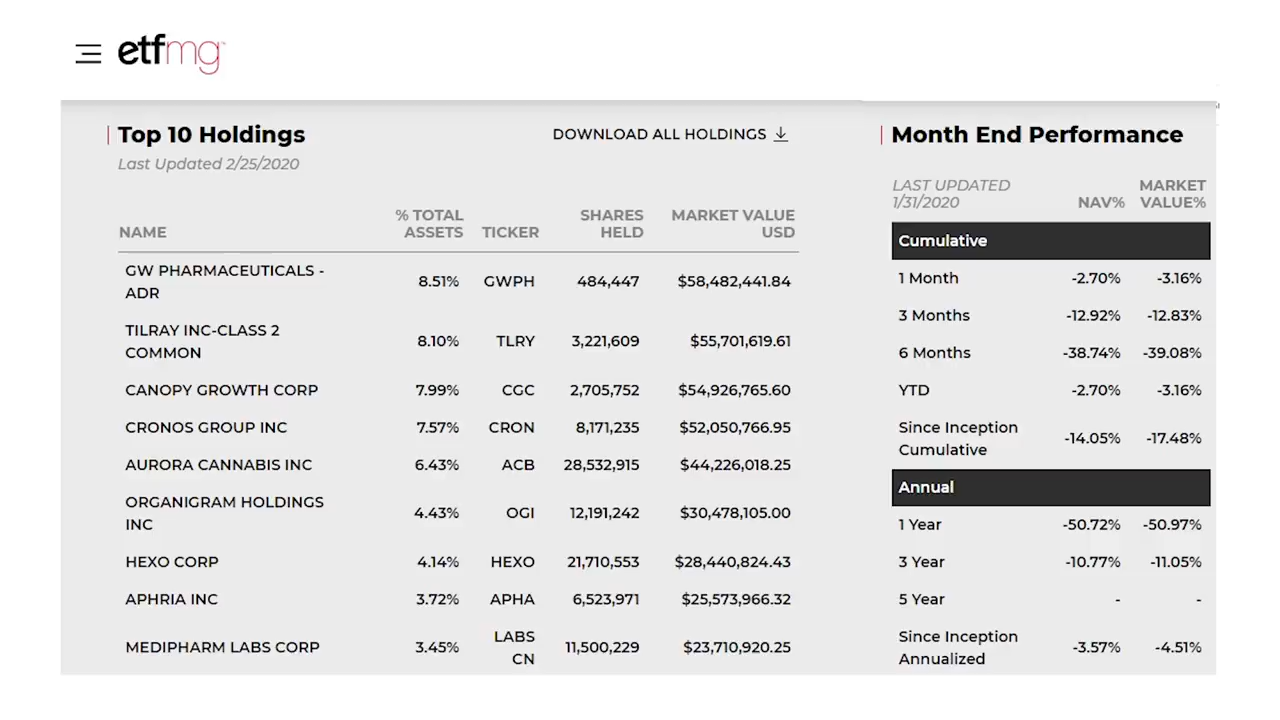 etfmg™
Top 10 Holdings
DOWNLOAD ALL HOLDINGS
Last Updated 2/25/2020
NAME % TOTAL ASSETS TICKER SHARES HELD MARKET VALUE USD
GW PHARMACEUTICALS - ADR 8.51% GWPH 484,447 $58,482,441.84
TILRAY INC-CLASS 2 COMMON 8.10% TLRY 3,221,609 $55,701,619.61
CANOPY GROWTH CORP 7.99% CGC 2,705,752 $54,926,765.60
CRONOS GROUP INC 7.57% CRON 8,171,235 $52,050,766.95
AURORA CANNABIS INC 6.43% ACB 28,532,915 $44,226,018.25
ORGANIGRAM HOLDINGS INC 4.43% OGI 12,191,242 $30,478,105.00
HEXO CORP 4.14% HEXO 21,710,553 $28,440,824.43
APHRIA INC 3.72% APHA 6,523,971 $25,573,966.32
MEDIPHARM LABS CORP 3.45% LABS CN 11,500,229 $23,710,920.25
Month End Performance
LAST UPDATED 1/31/2020 NAV% MARKET VALUE%
Cumulative
1 Month -2.70% -3.16%
3 Months -12.92% -12.83%
6 Months -38.74% -39.08%
YTD -2.70% -3.16%
Since Inception Cumulative -14.05% -17.48%
Annual
1 Year -50.72% -50.97%
3 Year -10.77% -11.05%
5 Year - -
Since Inception Annualized -3.57% -4.51%